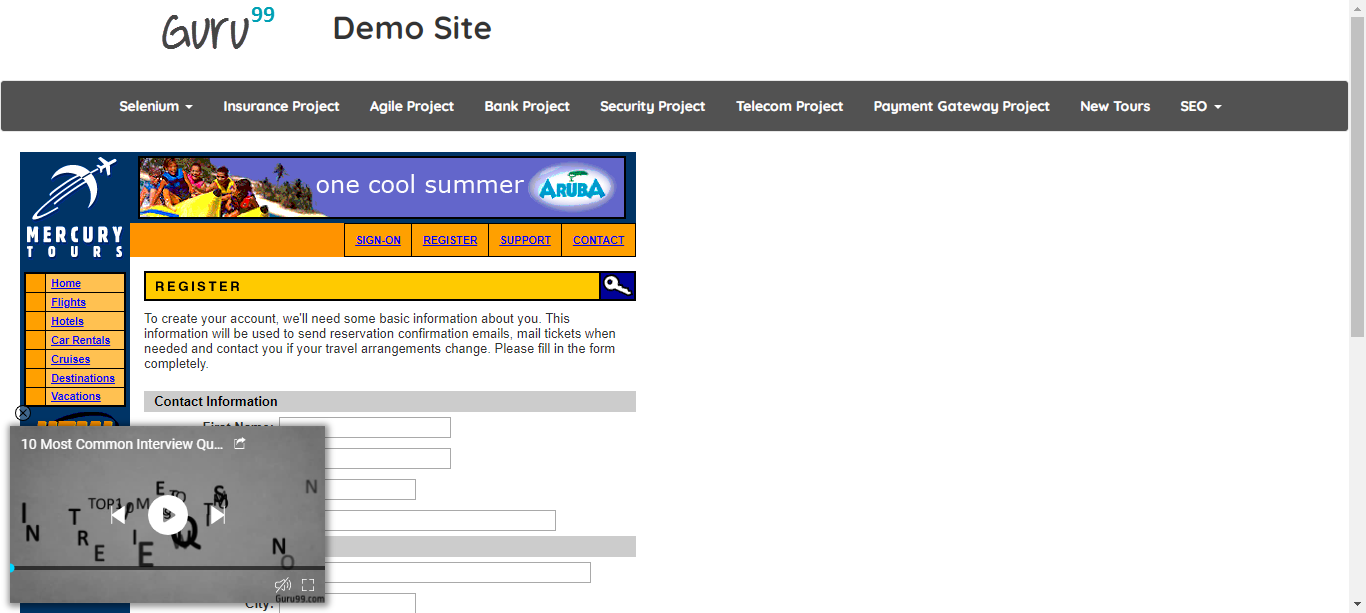 Guru99
Demo Site
Selenium Insurance Project Agile Project Bank Project Security Project Telecom Project Payment Gateway Project New Tours SEO
one cool summer ARUBA
MERCURY
TOURS
SIGN-ON REGISTER SUPPORT CONTACT
Home
Flights
Hotels
Car Rentals
Cruises
Destinations
Vacations
REGISTER
To create your account, we'll need some basic information about you. This
information will be used to send reservation confirmation emails, mail tickets when
needed and contact you if your travel arrangements change. Please fill in the form
completely.
Contact Information
First Name:
10 Most Common Interview Qu...
TOP1
Guru99.com
City: